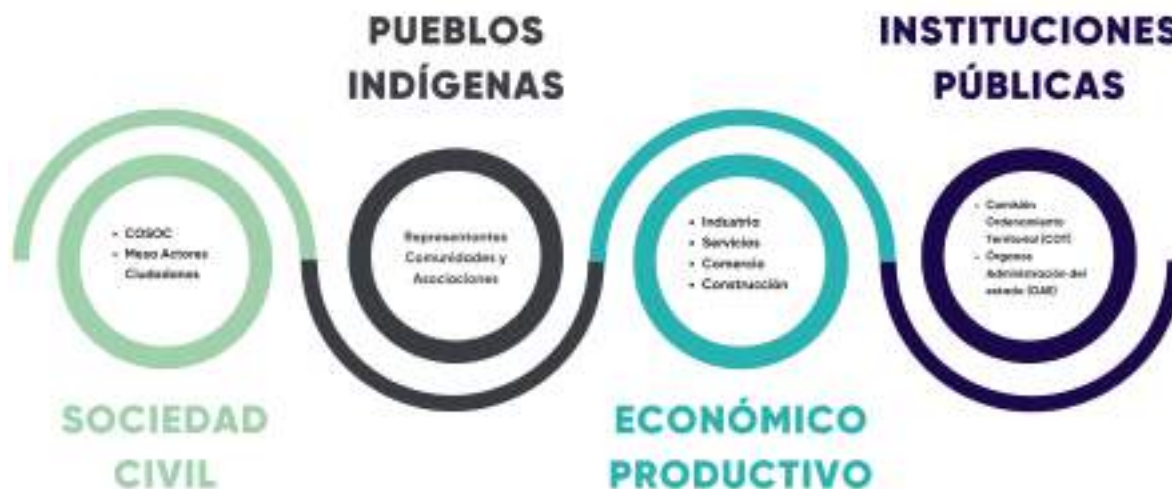 SOCIEDAD
CIVIL
• COSOC
• Mesa Actores
Ciudadanos
PUEBLOS
INDÍGENAS
Representantes
Comunidades y
Asociaciones
ECONÓMICO
PRODUCTIVO
• Industria
• Servicios
• Comercio
• Construcción
INSTITUCIONES
PÚBLICAS
• Comisión
Ordenamiento
Territorial (COT)
• Órganos
Administración del
estado (OAE)